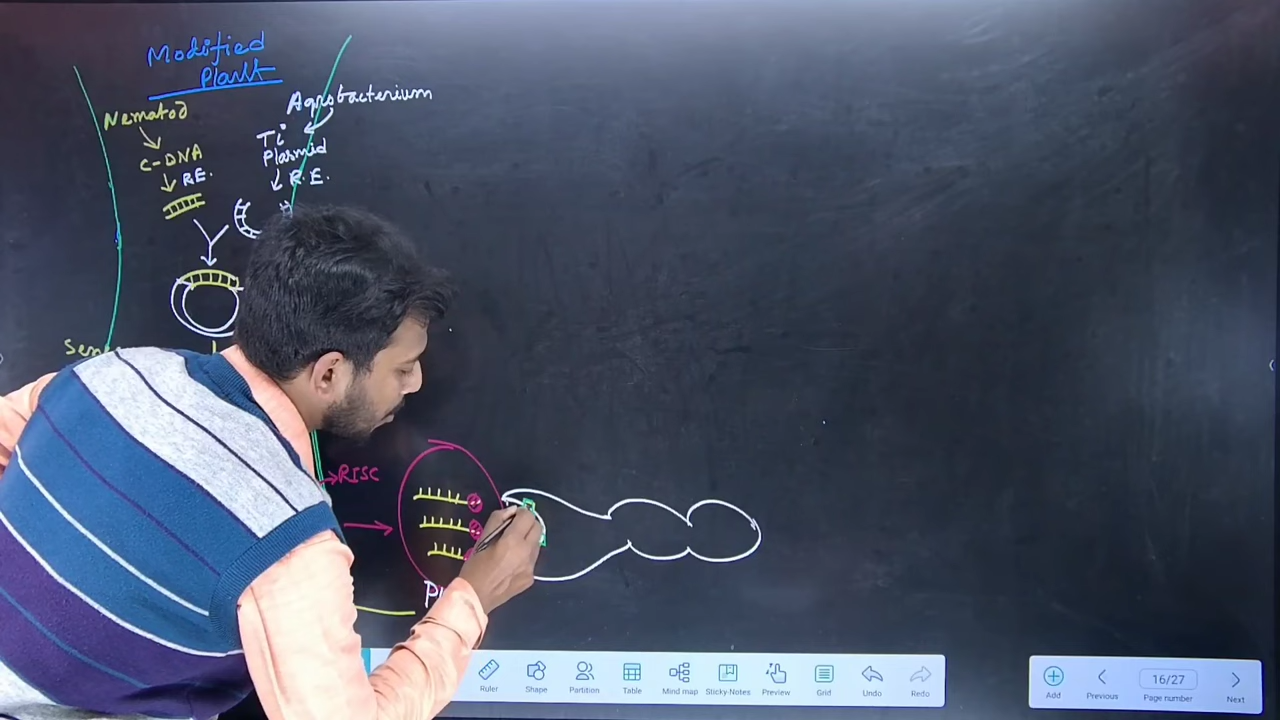 Modified
Plant
Nematod
Agrobacterium
C-DNA
R.E.
Ti
Plasmid
R.E.
RISC
Ruler
Shape
Partition
Table
Mind map
Sticky-Notes
Preview
Grid
Undo
Redo
Add
Previous
16/27
Page number
Next